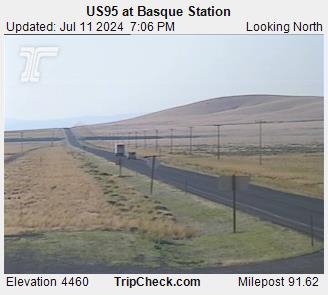 US95 at Basque Station
Updated: Jul 11 2024 7:06 PM Looking North
Elevation 4460 TripCheck.com Milepost 91.62